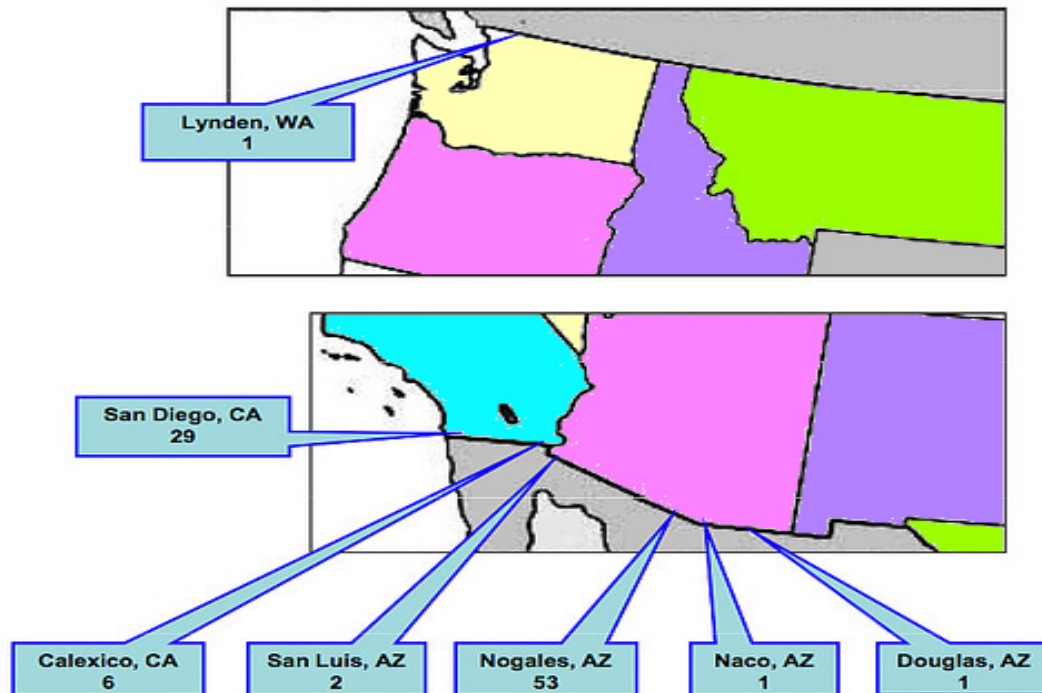 Lynden, WA
1
San Diego, CA
29
Calexico, CA
6
San Luis, AZ
2
Nogales, AZ
53
Naco, AZ
1
Douglas, AZ
1